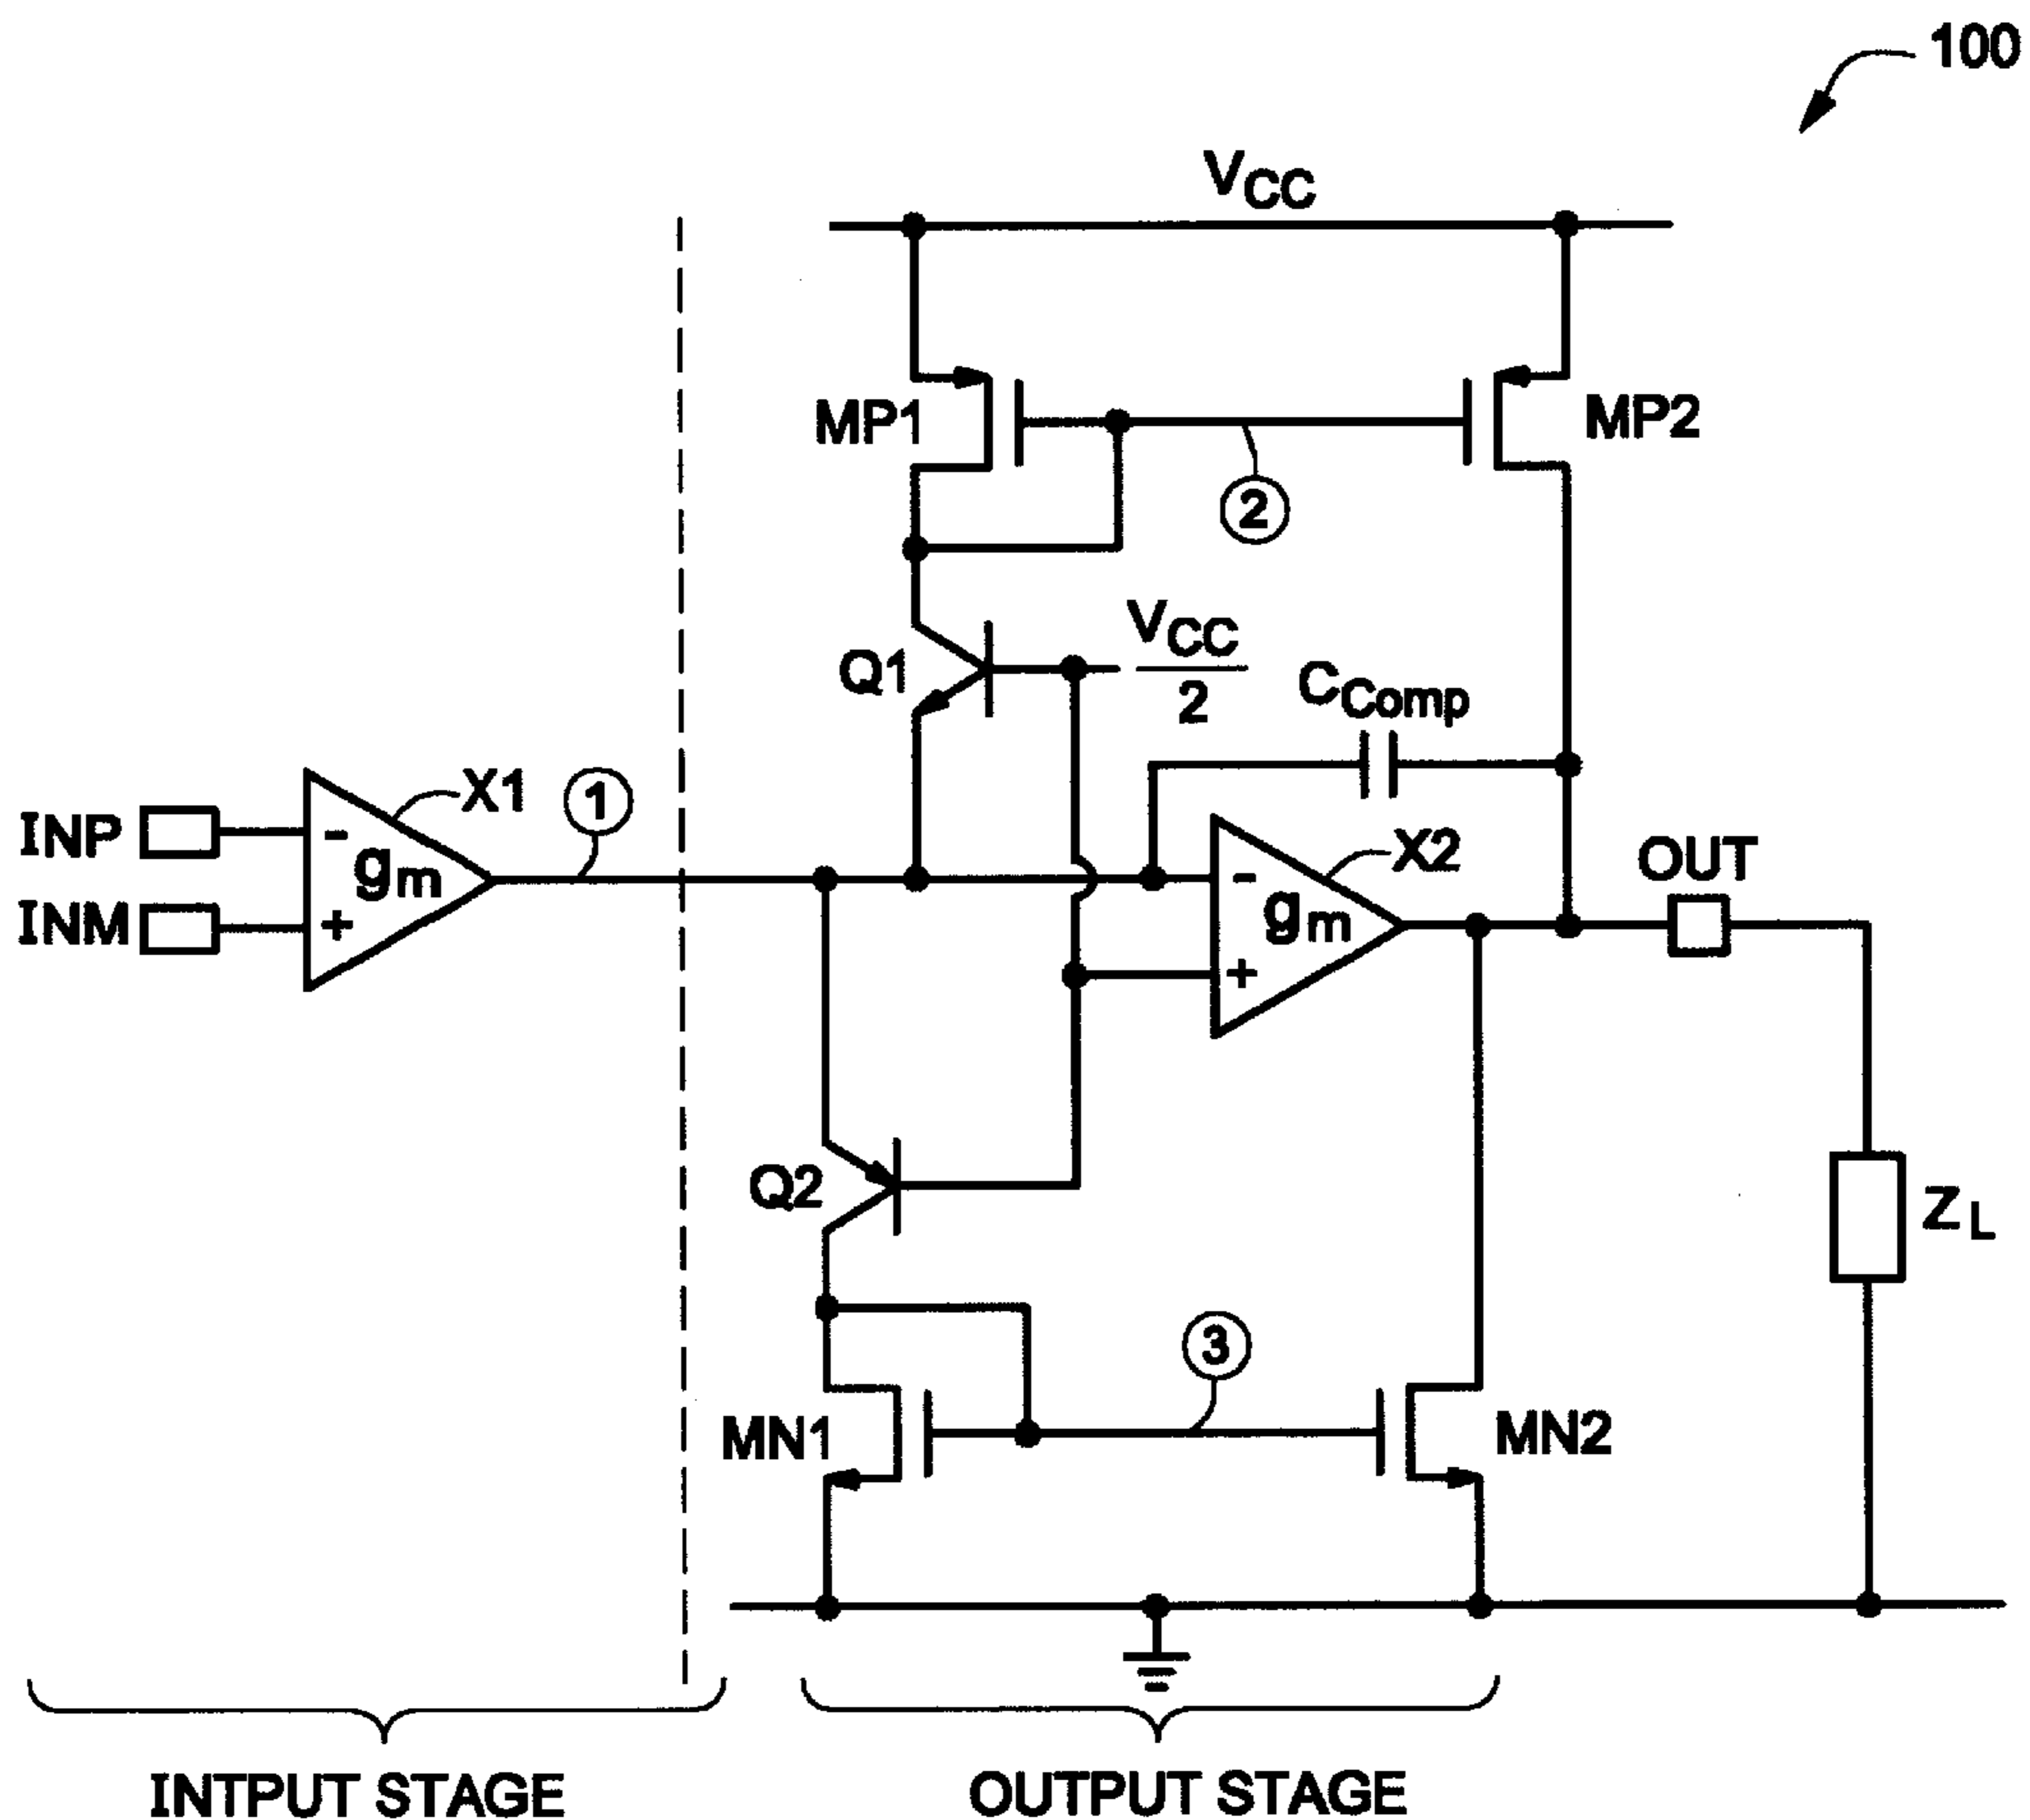 100
VCC
MP1
MP2
2
Q1
VCC
2
CComp
INP
INM
-
gm
+
X1
1
-
gm
+
X2
OUT
Q2
ZL
3
MN1
MN2
INTPUT STAGE
OUTPUT STAGE